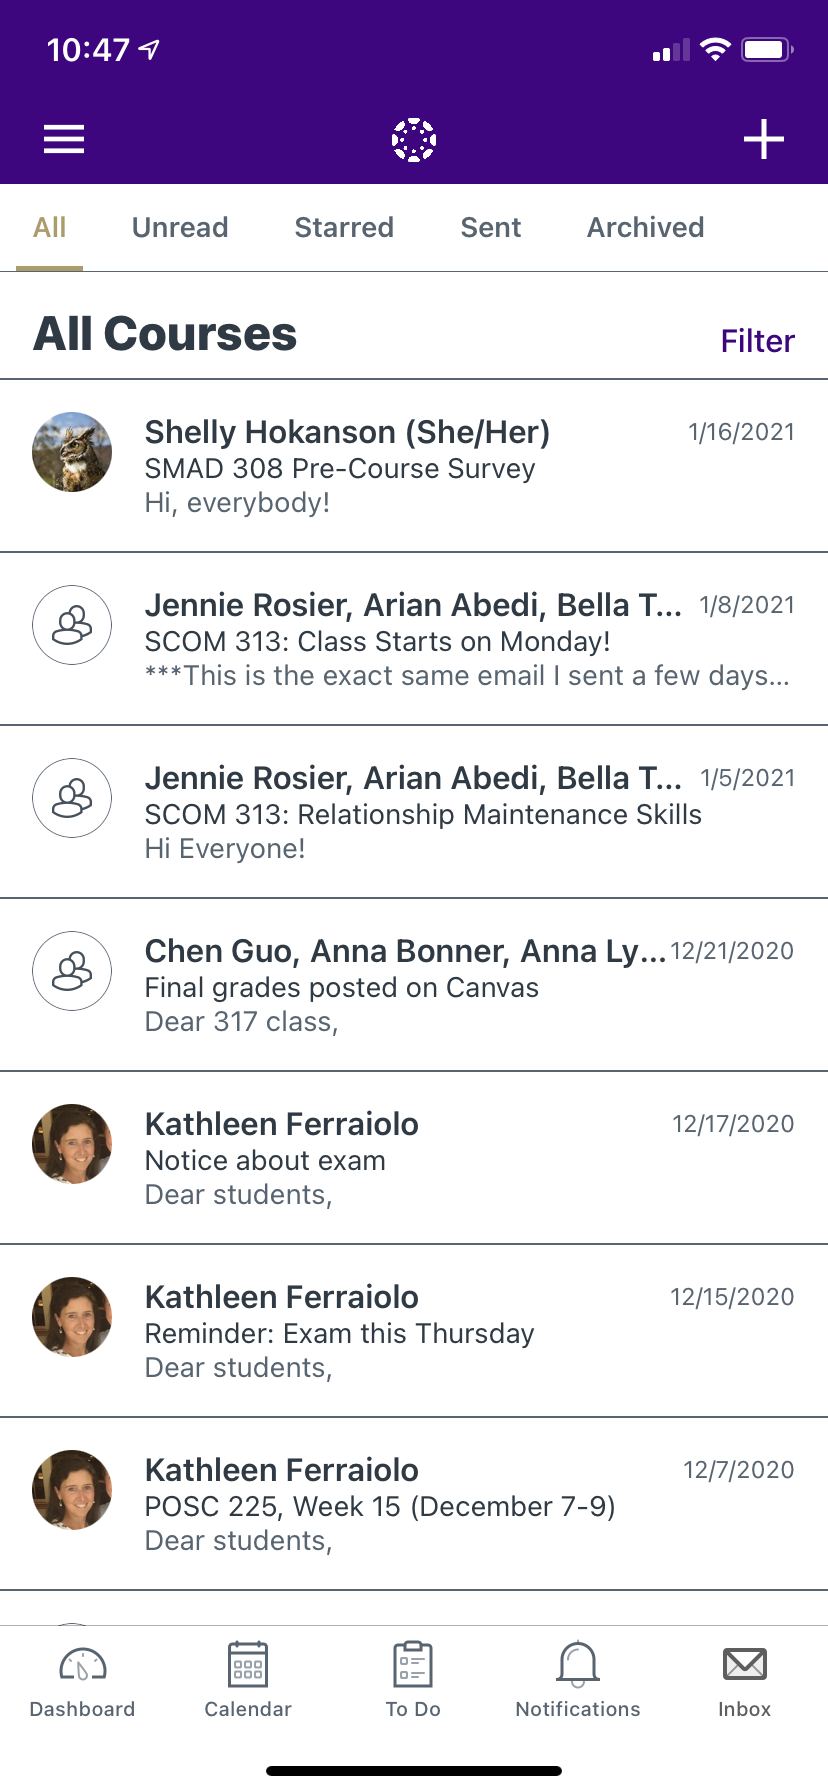 10:47
All Unread Starred Sent Archived
All Courses
Filter
Shelly Hokanson (She/Her) 1/16/2021
SMAD 308 Pre-Course Survey
Hi, everybody!
Jennie Rosier, Arian Abedi, Bella T... 1/8/2021
SCOM 313: Class Starts on Monday!
***This is the exact same email I sent a few days...
Jennie Rosier, Arian Abedi, Bella T... 1/5/2021
SCOM 313: Relationship Maintenance Skills
Hi Everyone!
Chen Guo, Anna Bonner, Anna Ly... 12/21/2020
Final grades posted on Canvas
Dear 317 class,
Kathleen Ferraiolo 12/17/2020
Notice about exam
Dear students,
Kathleen Ferraiolo 12/15/2020
Reminder: Exam this Thursday
Dear students,
Kathleen Ferraiolo 12/7/2020
POSC 225, Week 15 (December 7-9)
Dear students,
Dashboard Calendar To Do Notifications Inbox